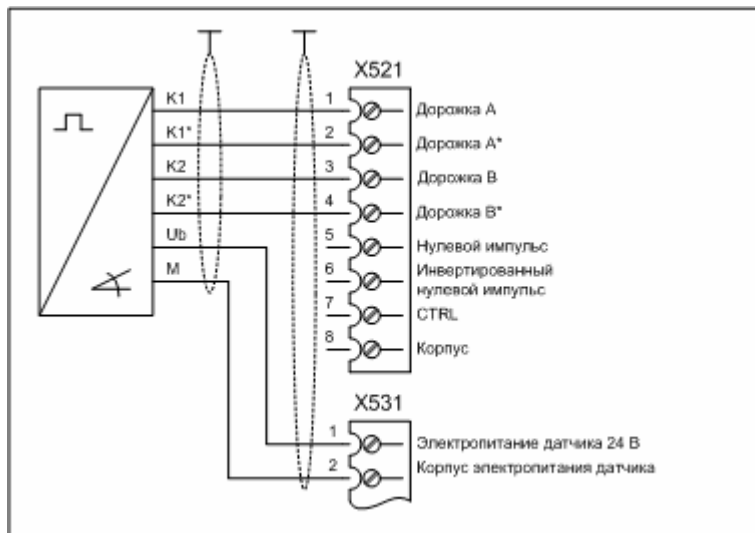 X521
K1
1
Дорожка A
K1*
2
Дорожка A*
K2
3
Дорожка B
K2*
4
Дорожка B*
Ub
5
Нулевой импульс
M
6
Инвертированный
нулевой импульс
7
CTRL
8
Корпус
X531
1
Электропитание датчика 24 В
2
Корпус электропитания датчика